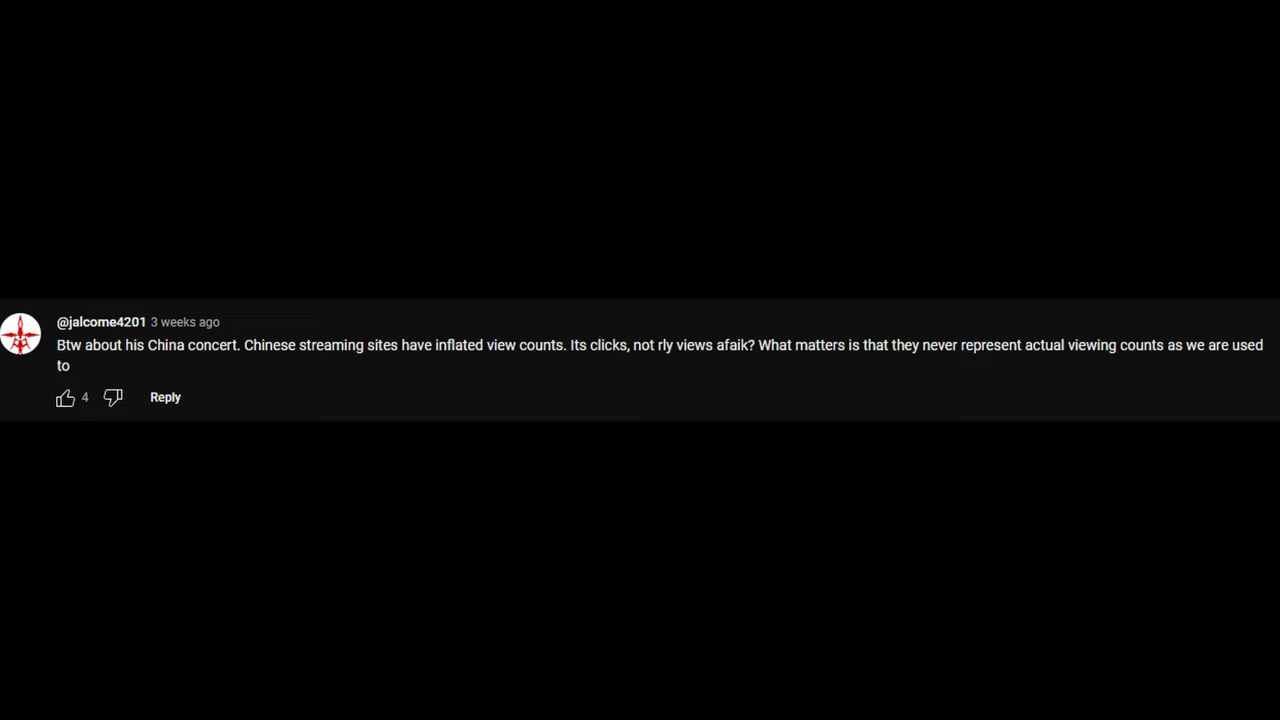 @jalcome4201 3 weeks ago
Btw about his China concert. Chinese streaming sites have inflated view counts. Its clicks, not rly views afaik? What matters is that they never represent actual viewing counts as we are used
to
4 Reply